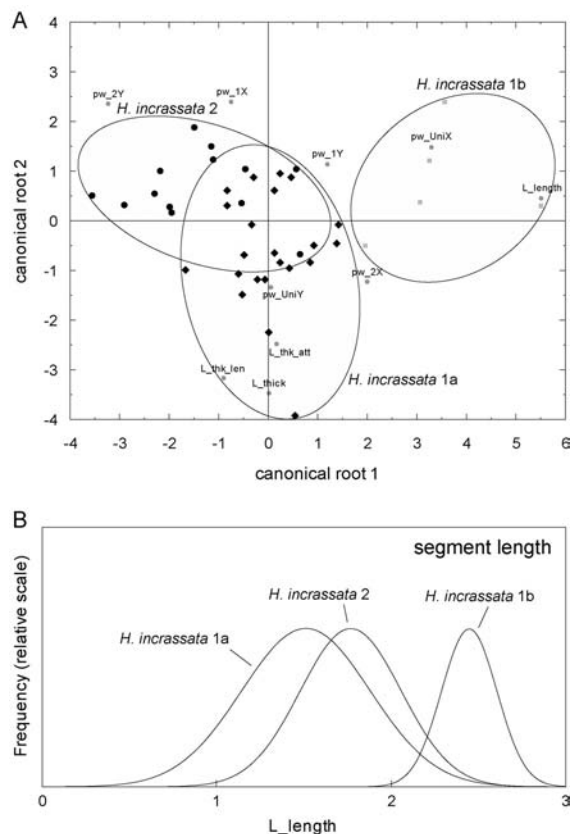 A
4
3
2
1
0
-1
-2
-3
-4
canonical root 2
pw_2Y
pw_1X
H. incrassata 2
H. incrassata 1b
pw_1Y
pw_UniX
L_length
pw_2X
pw_UniY
L_thk_att
L_thk_len
L_thick
H. incrassata 1a
-4 -3 -2 -1 0 1 2 3 4 5 6
canonical root 1
B
segment length
H. incrassata 2
H. incrassata 1b
H. incrassata 1a
Frequency (relative scale)
0 1 2 3
L_length